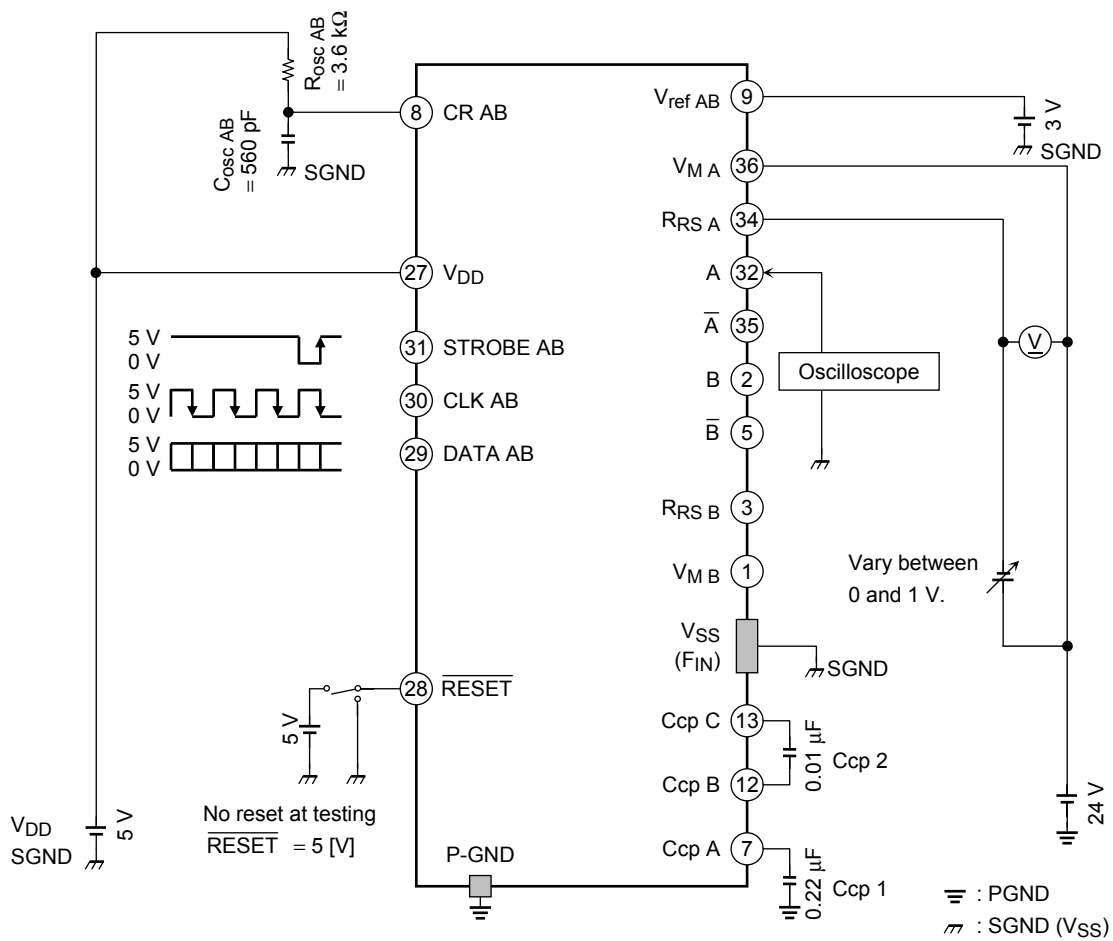 Rosc AB
= 3.6 kΩ
Cosc AB
= 560 pF
SGND
8 CR AB
27 VDD
5 V
0 V
31 STROBE AB
5 V
0 V
30 CLK AB
5 V
0 V
29 DATA AB
28 RESET
5 V
No reset at testing
RESET = 5 [V]
VDD
SGND
5 V
P-GND
Vref AB 9
3 V
SGND
VM A 36
RRS A 34
A 32
A 35
V
B 2
Oscilloscope
B 5
RRS B 3
VM B 1
Vary between
0 and 1 V.
VSS
(FIN)
SGND
Ccp C 13
0.01 μF
Ccp 2
Ccp B 12
24 V
Ccp A 7
0.22 μF
Ccp 1
: PGND
: SGND (VSS)